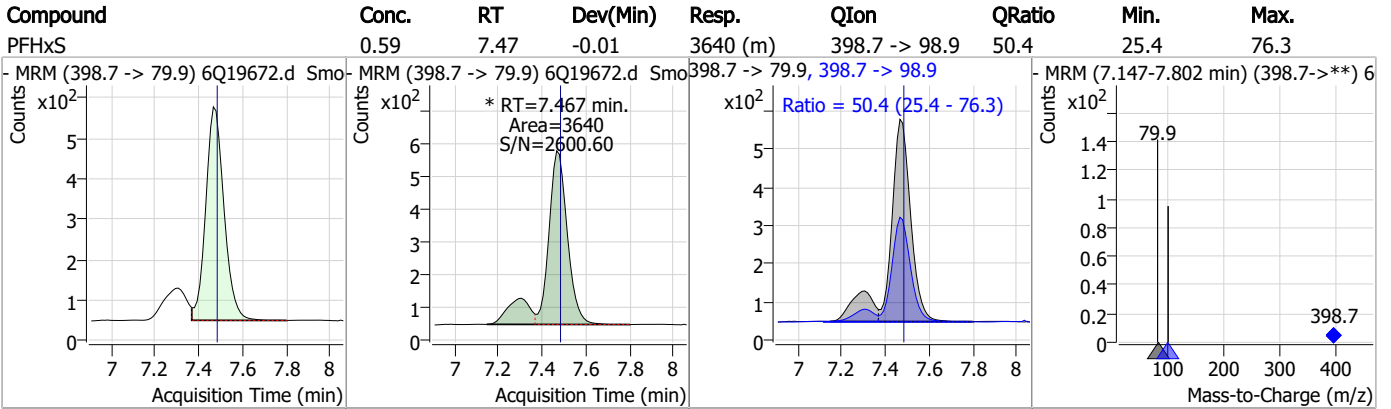 Compound Conc. RT Dev(Min) Resp. QIon QRatio Min. Max.
PFHxS 0.59 7.47 -0.01 3640 (m) 398.7 -> 98.9 50.4 25.4 76.3
- MRM (398.7 -> 79.9) 6Q19672.d Smo
Counts
x10²
5
4
3
2
1
0
7 7.2 7.4 7.6 7.8 8
Acquisition Time (min)
- MRM (398.7 -> 79.9) 6Q19672.d Smo
Counts
x10²
* RT=7.467 min.
Area=3640
S/N=2600.60
6
5
4
3
2
1
0
7 7.2 7.4 7.6 7.8 8
Acquisition Time (min)
398.7 -> 79.9, 398.7 -> 98.9
Counts
x10²
Ratio = 50.4 (25.4 - 76.3)
5
4
3
2
1
0
7 7.2 7.4 7.6 7.8 8
Acquisition Time (min)
- MRM (7.147-7.802 min) (398.7->**) 6
Counts
x10²
79.9
1.4
1.2
1
0.8
0.6
0.4
0.2
0
398.7
100 200 300 400
Mass-to-Charge (m/z)